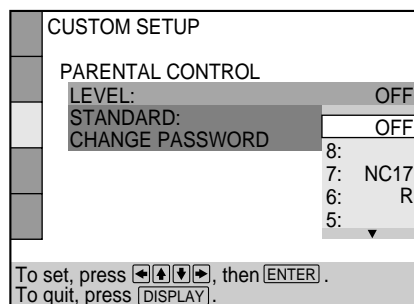 CUSTOM SETUP
PARENTAL CONTROL
LEVEL: OFF
STANDARD:
OFF
CHANGE PASSWORD
8:
7: NC17
6: R
5:
To set, press , then ENTER .
To quit, press DISPLAY .